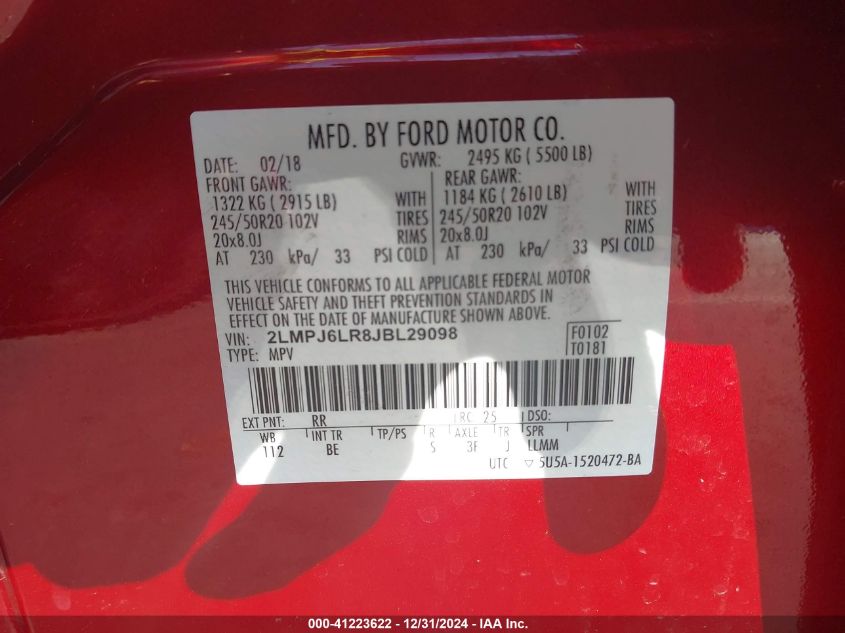 MFD. BY FORD MOTOR CO.
DATE: 02/18 GVWR: 2495 KG ( 5500 LB)
FRONT GAWR: REAR GAWR:
1322 KG ( 2915 LB) WITH 1184 KG ( 2610 LB) WITH
245/50R20 102V TIRES 245/50R20 102V TIRES
20x8.0J RIMS 20x8.0J RIMS
AT 230 kPa/ 33 PSI COLD AT 230 kPa/ 33 PSI COLD
THIS VEHICLE CONFORMS TO ALL APPLICABLE FEDERAL MOTOR
VEHICLE SAFETY AND THEFT PREVENTION STANDARDS IN
EFFECT ON THE DATE OF MANUFACTURE SHOWN ABOVE.
VIN: 2LMPJ6LR8JBL29098 F0102
TYPE: MPV T0181
EXT PNT: RR RC: 25 DSO:
WB INT TR TP/PS R AXLE TR SPR
112 BE S 3F J LLMM
UTC ▽ 5U5A-1520472-BA
000-41223622 - 12/31/2024 - IAA Inc.